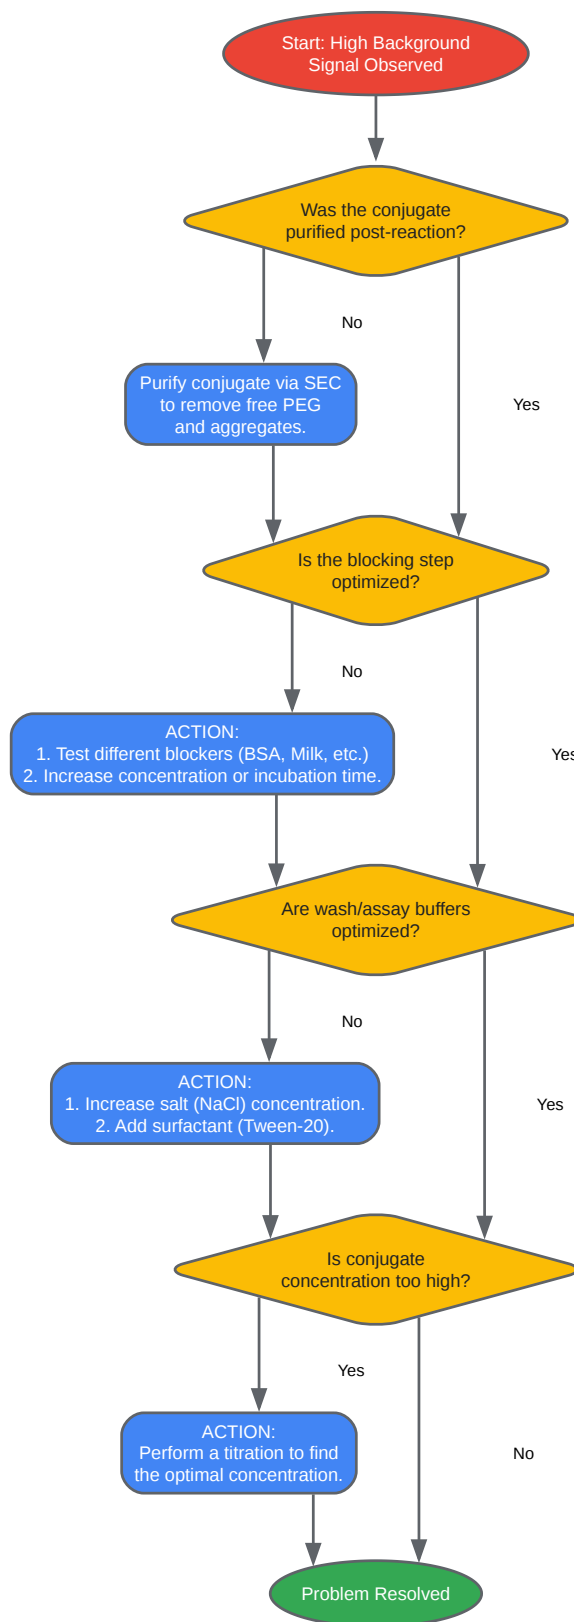 Start: High Background
Signal Observed
Was the conjugate
purified post-reaction?
No
Purify conjugate via SEC
to remove free PEG
and aggregates.
Yes
Is the blocking step
optimized?
No
ACTION:
1. Test different blockers (BSA, Milk, etc.)
2. Increase concentration or incubation time.
Yes
Are wash/assay buffers
optimized?
No
ACTION:
1. Increase salt (NaCl) concentration.
2. Add surfactant (Tween-20).
Yes
Is conjugate
concentration too high?
Yes
ACTION:
Perform a titration to find
the optimal concentration.
No
Problem Resolved